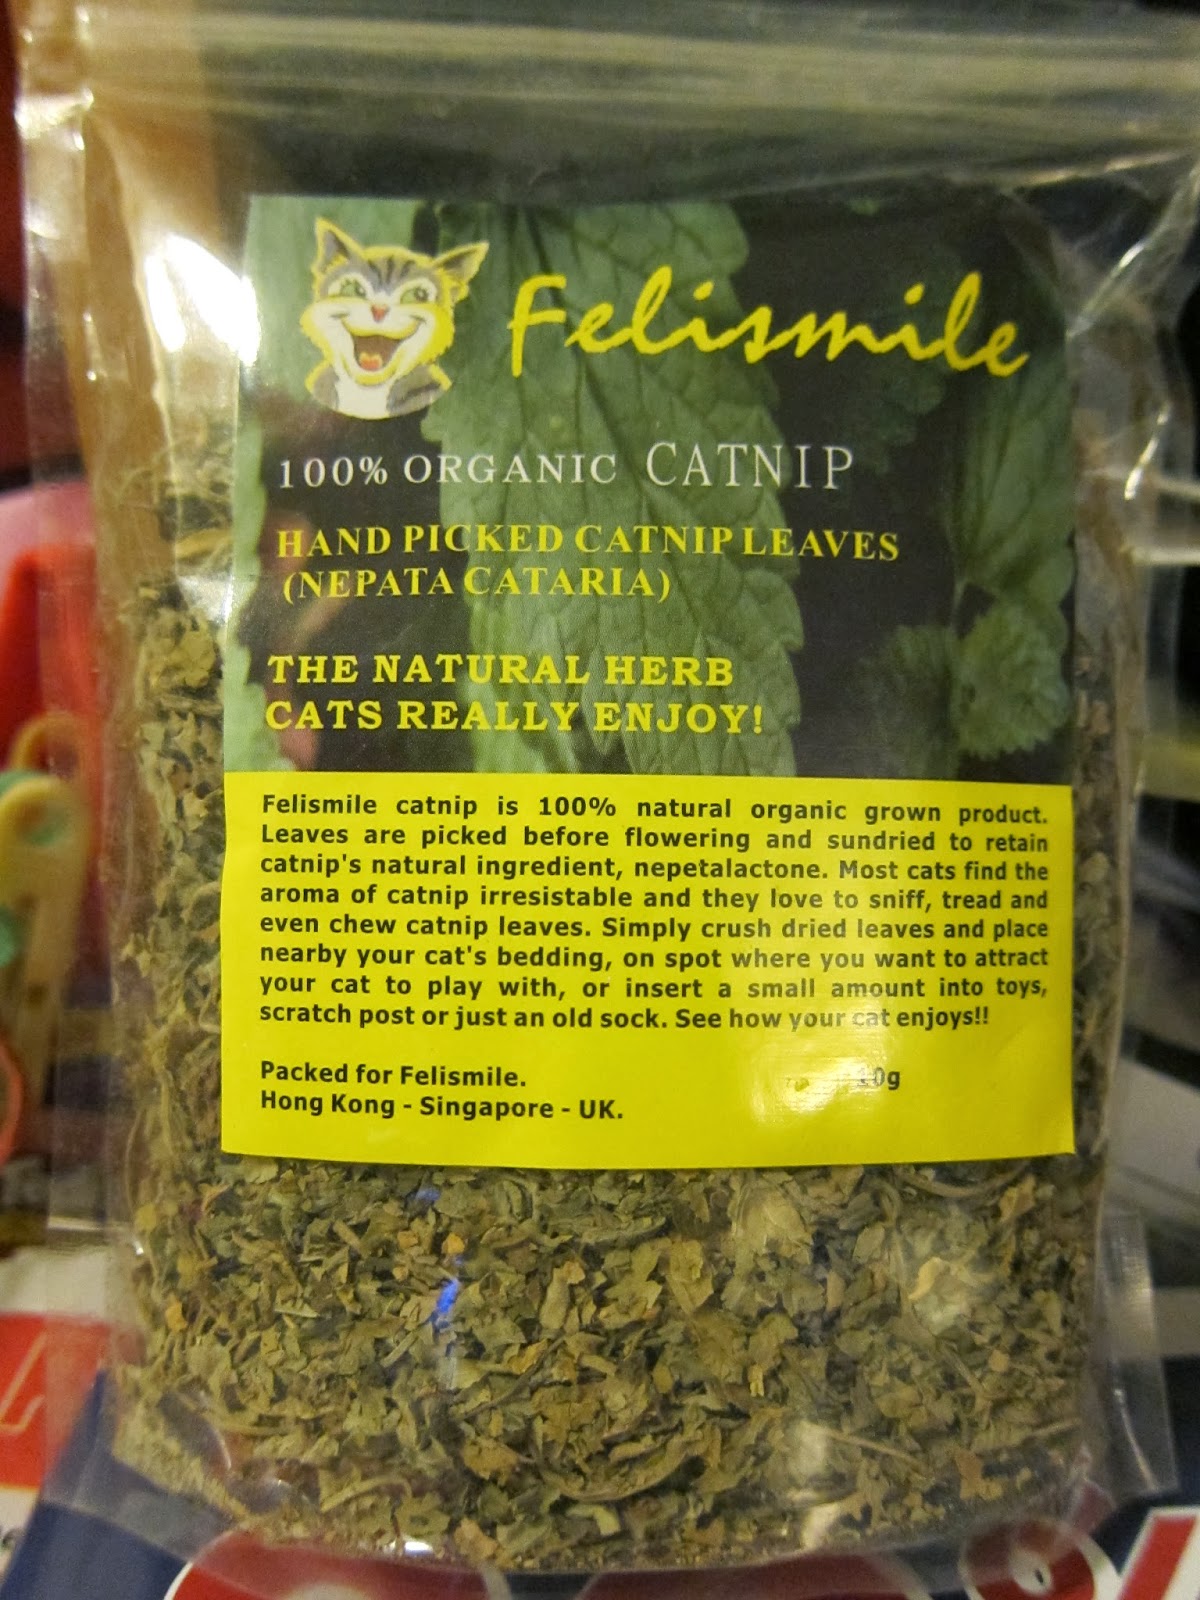 Felismile
100% ORGANIC CATNIP
HAND PICKED CATNIP LEAVES
(NEPATA CATARIA)
THE NATURAL HERB
CATS REALLY ENJOY!
Felismile catnip is 100% natural organic grown product.
Leaves are picked before flowering and sundried to retain
catnip's natural ingredient, nepetalactone. Most cats find the
aroma of catnip irresistable and they love to sniff, tread and
even chew catnip leaves. Simply crush dried leaves and place
nearby your cat's bedding, on spot where you want to attract
your cat to play with, or insert a small amount into toys,
scratch post or just an old sock. See how your cat enjoys!!
Packed for Felismile.
Hong Kong - Singapore - UK.